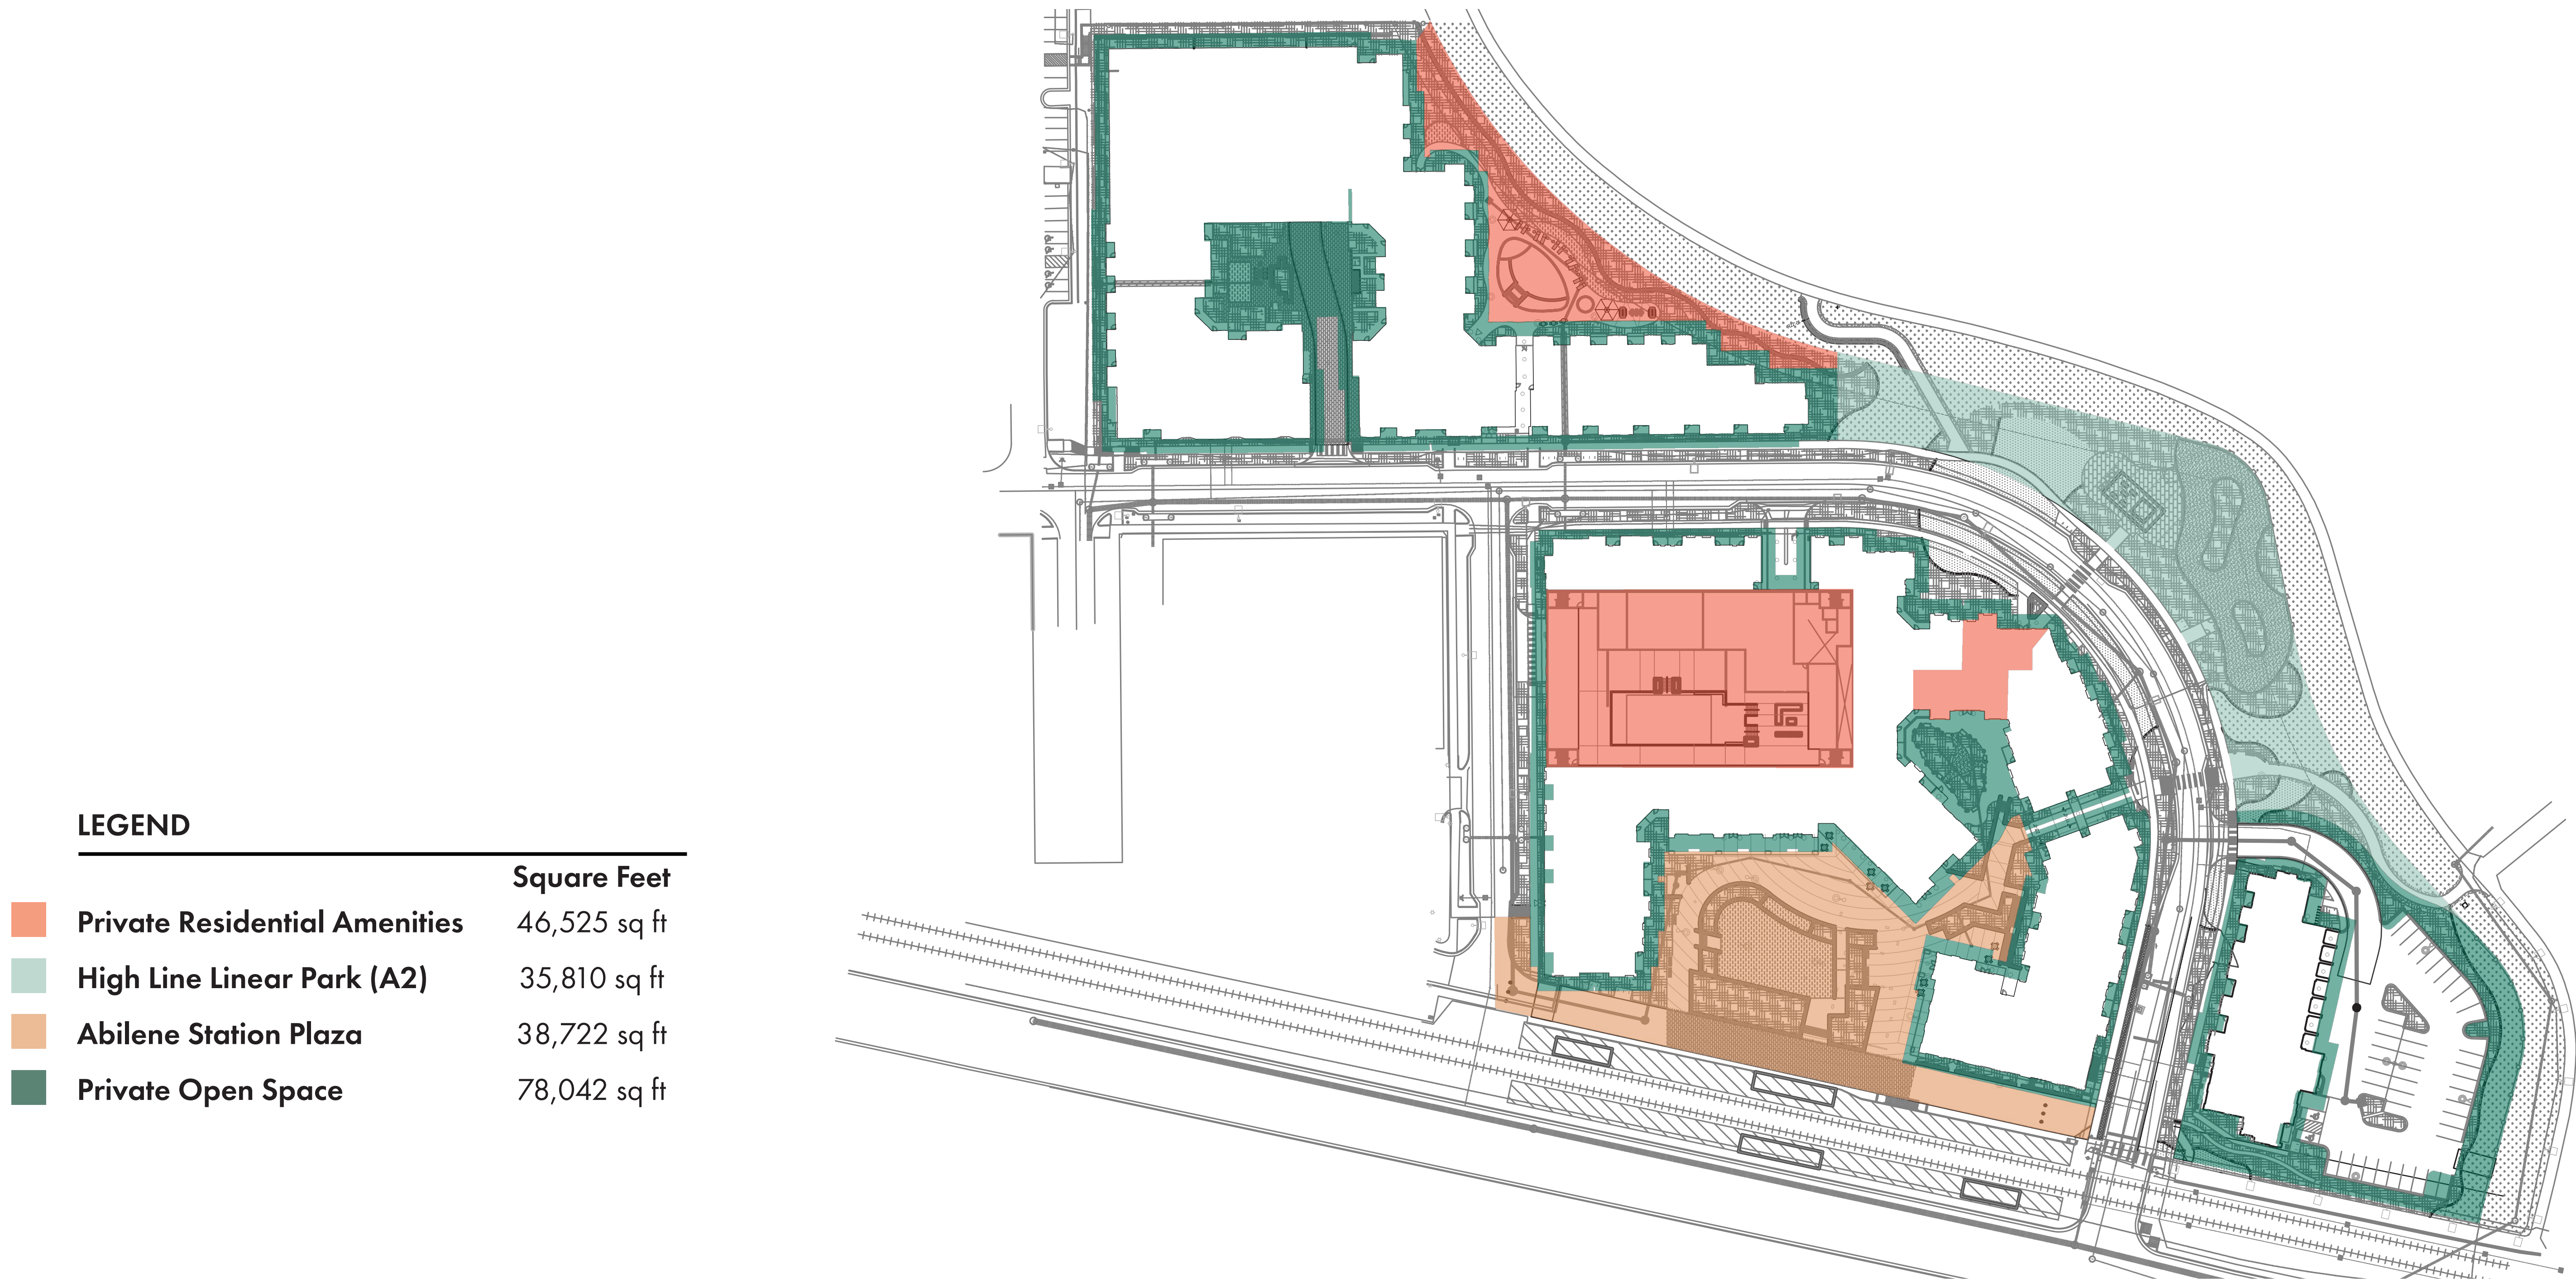 LEGEND
Square Feet
Private Residential Amenities 46,525 sq ft
High Line Linear Park (A2) 35,810 sq ft
Abilene Station Plaza 38,722 sq ft
Private Open Space 78,042 sq ft